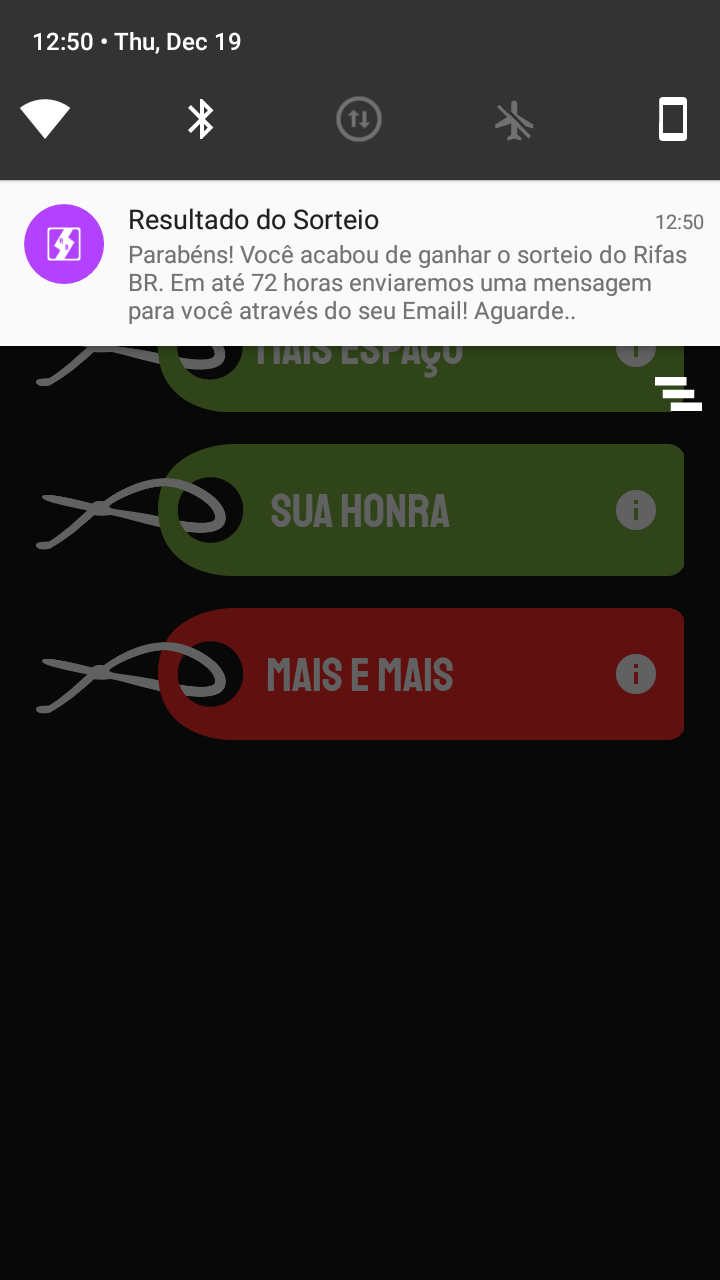 12:50 • Thu, Dec 19
Resultado do Sorteio
12:50
Parabéns! Você acabou de ganhar o sorteio do Rifas
BR. Em até 72 horas enviaremos uma mensagem
para você através do seu Email! Aguarde..
MAIS ESPAÇO
SUA HONRA
MAIS E MAIS